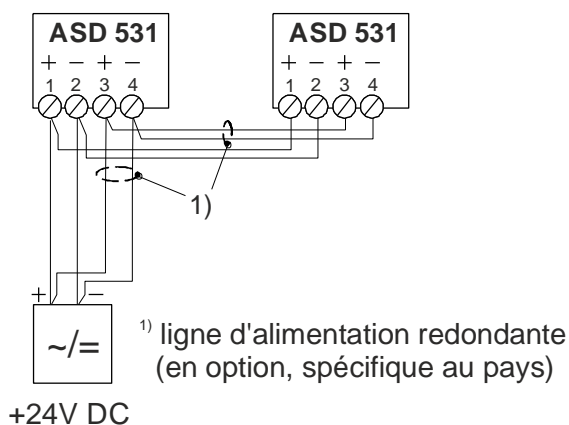 ASD 531 ASD 531
+ − + − + − + −
1 2 3 4 1 2 3 4
1)
+ −
~/=
1) ligne d'alimentation redondante
(en option, spécifique au pays)
+24V DC